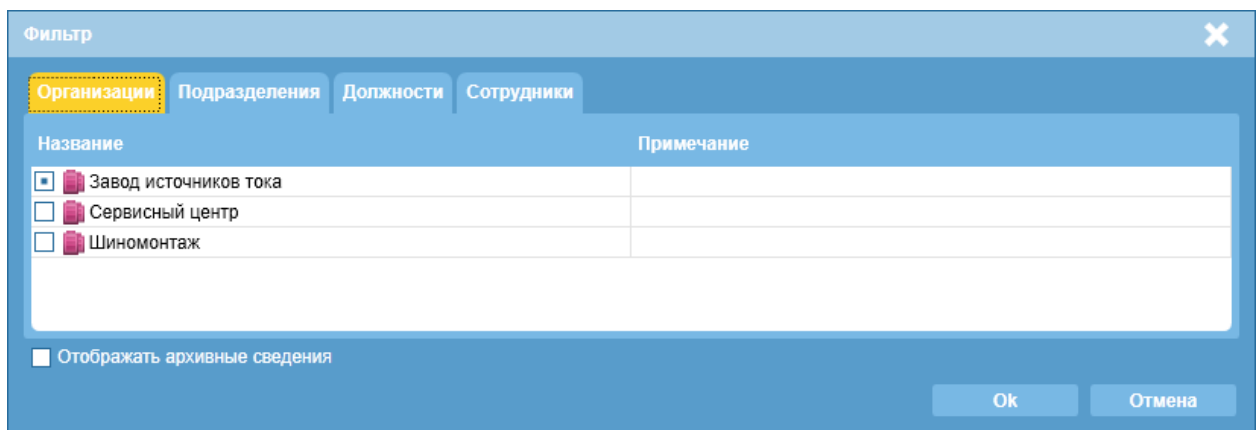 Фильтр
Организации Подразделения Должности Сотрудники
Название Примечание
Завод источников тока
Сервисный центр
Шиномонтаж
Отображать архивные сведения
Ok Отмена